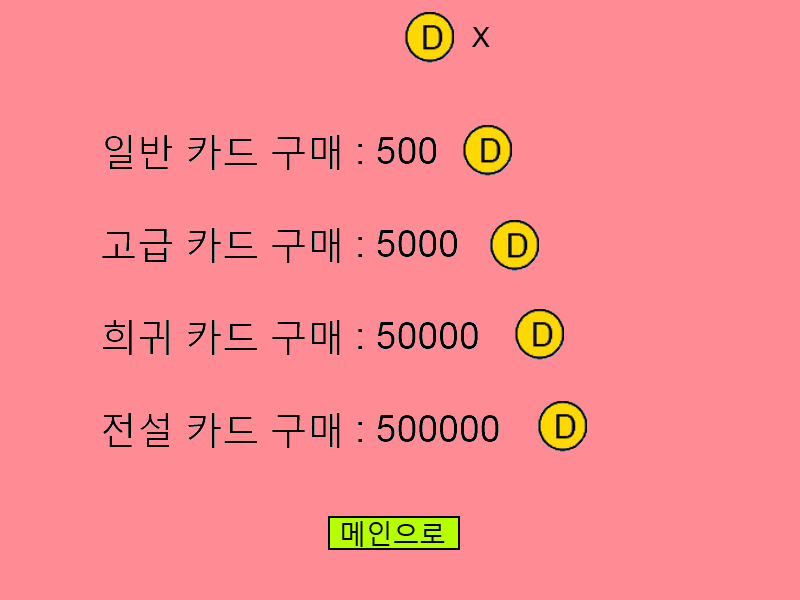 D X
일반 카드 구매 : 500 D
고급 카드 구매 : 5000 D
희귀 카드 구매 : 50000 D
전설 카드 구매 : 500000 D
메인으로